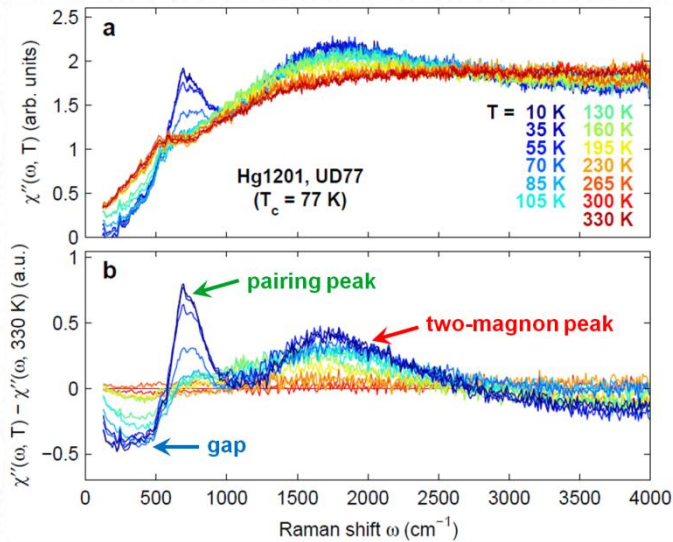 a
χ″(ω, T) (arb. units)
2.5
2
1.5
1
0.5
0
T = 10 K 130 K
35 K 160 K
55 K 195 K
70 K 230 K
85 K 265 K
105 K 300 K
330 K
Hg1201, UD77
(Tc = 77 K)
b
χ″(ω, T) − χ″(ω, 330 K) (a.u.)
1
0.5
0
−0.5
pairing peak
two-magnon peak
gap
0 500 1000 1500 2000 2500 3000 3500 4000
Raman shift ω (cm⁻¹)